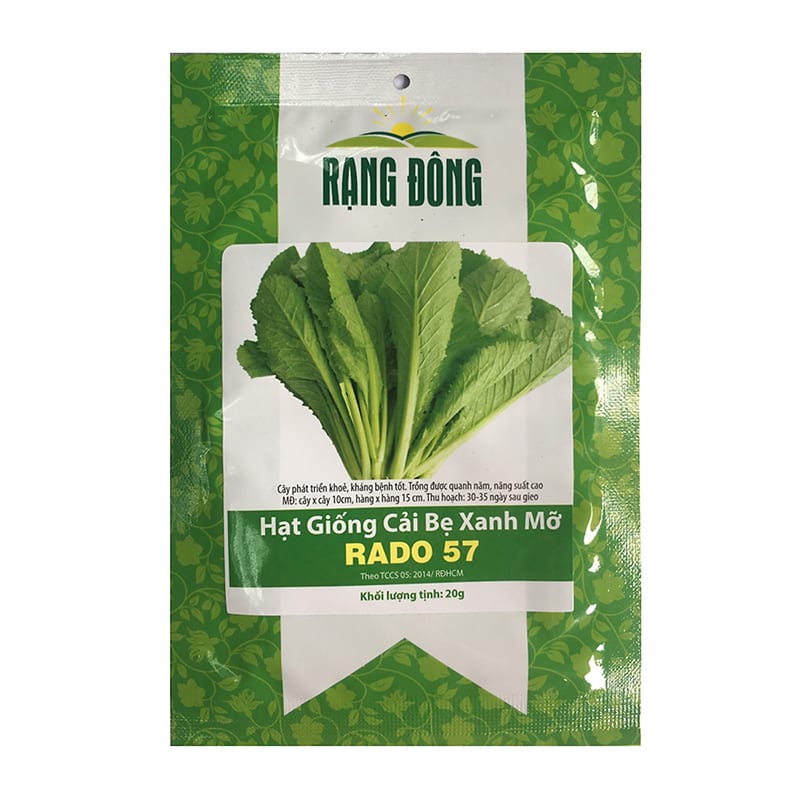 RẠNG ĐÔNG
Cây phát triển khoẻ, kháng bệnh tốt. Trồng được quanh năm, năng suất cao
MĐ: cây x cây 10cm, hàng x hàng 15 cm. Thu hoạch: 30-35 ngày sau gieo
Hạt Giống Cải Bẹ Xanh Mỡ
RADO 57
Theo TCCS 05: 2014/ RĐHCM
Khối lượng tịnh: 20g